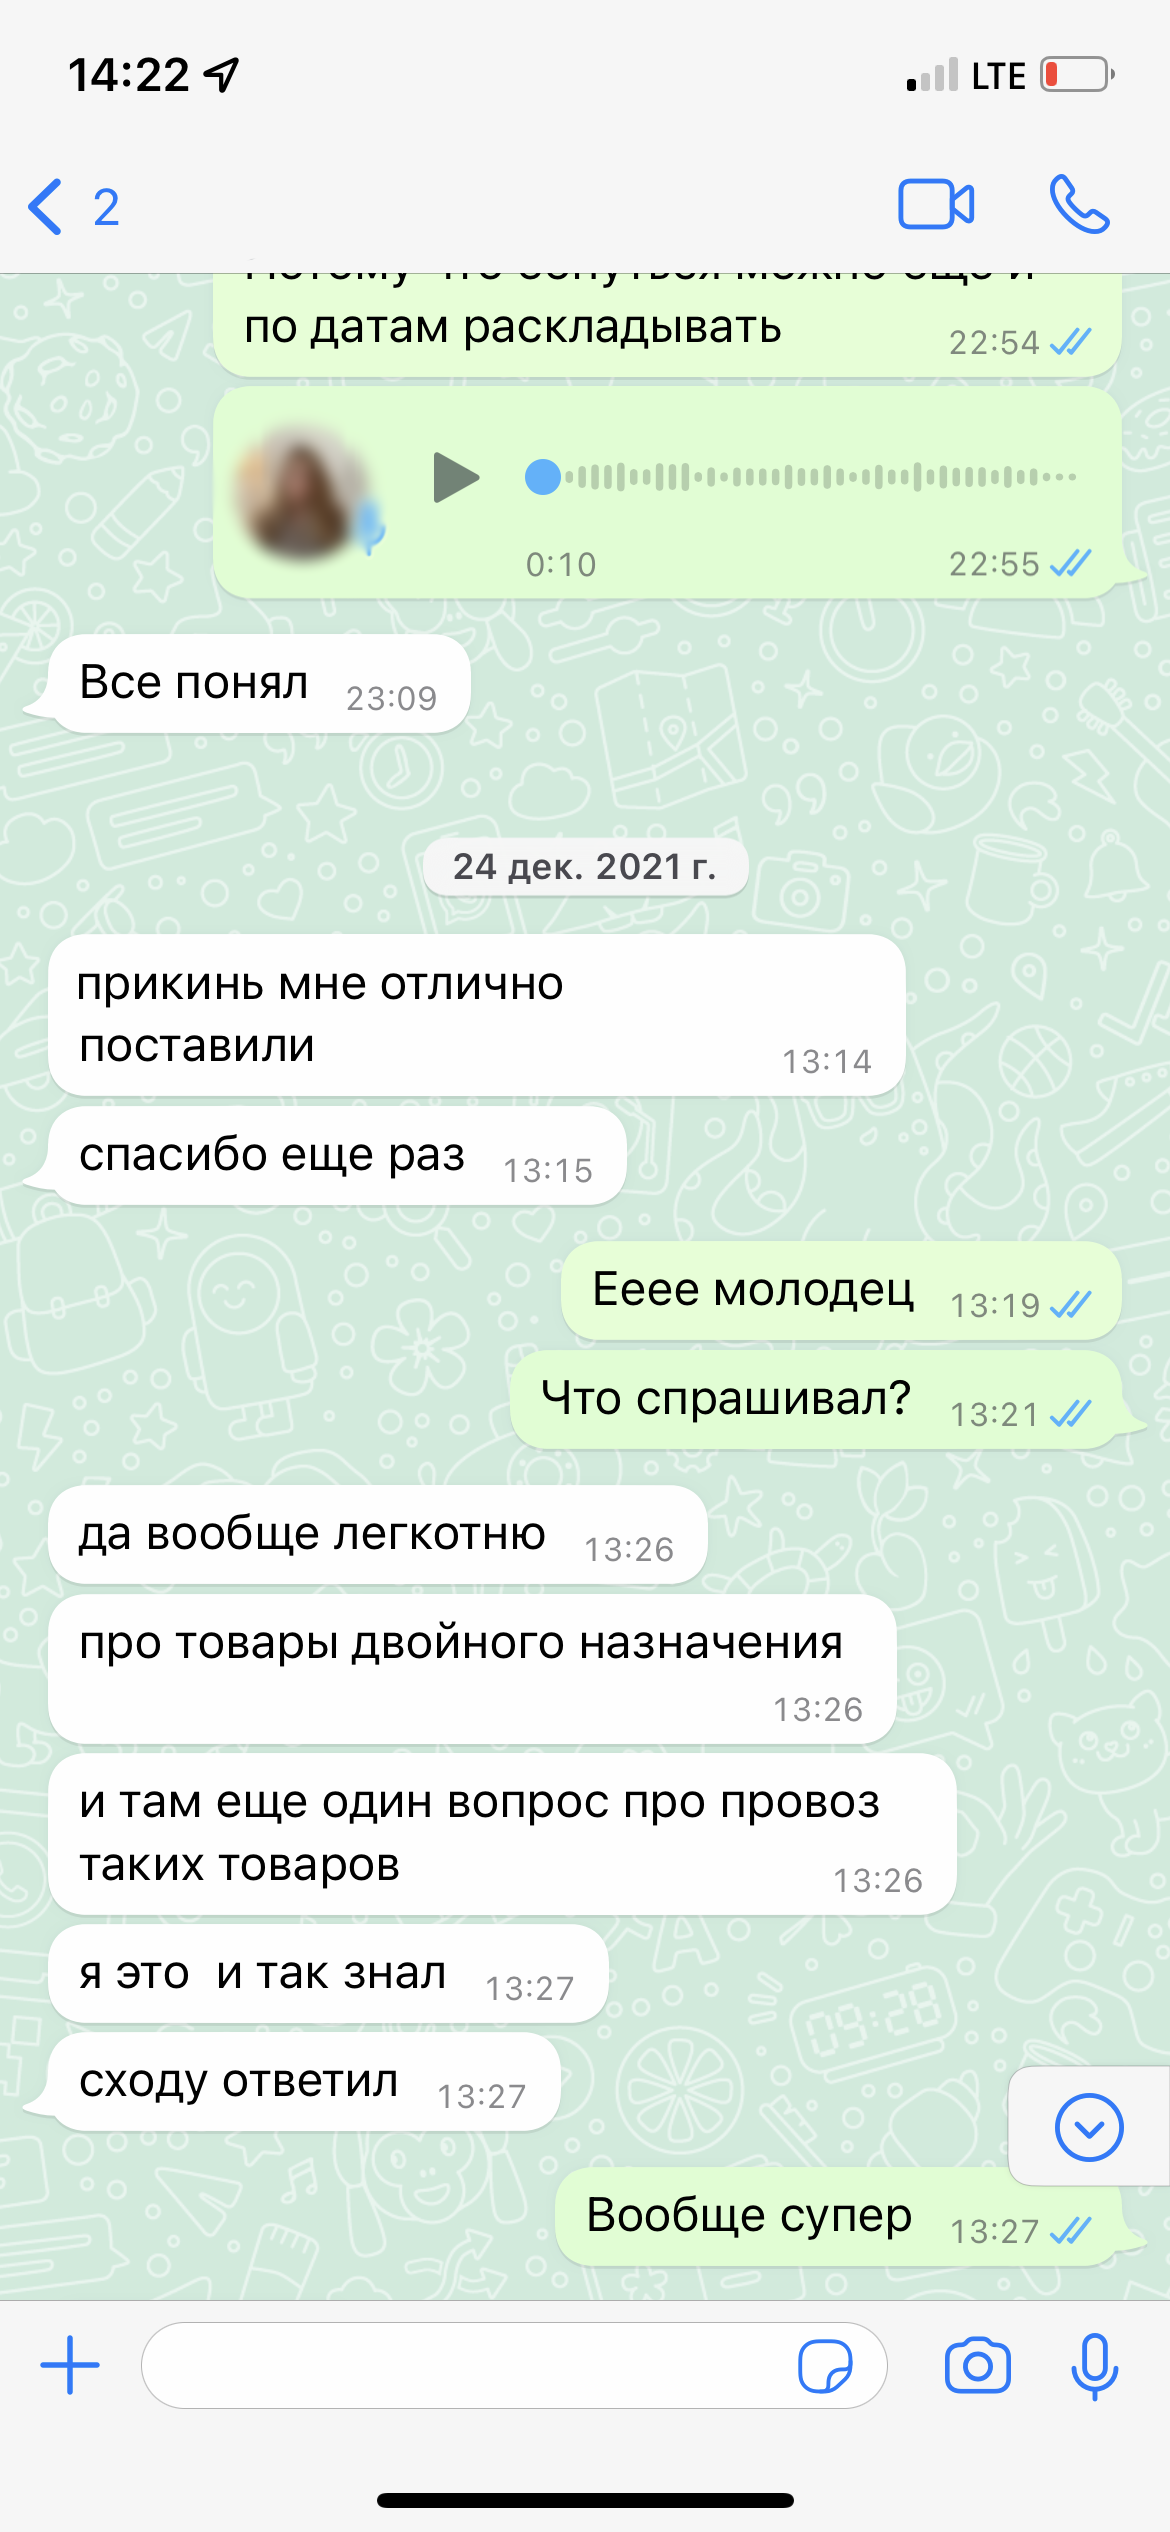 14:22
LTE
2
по датам раскладывать
22:54
0:10
22:55
Все понял 23:09
24 дек. 2021 г.
прикинь мне отлично
поставили
13:14
спасибо еще раз 13:15
Ееее молодец 13:19
Что спрашивал? 13:21
да вообще легкотню 13:26
про товары двойного назначения
13:26
и там еще один вопрос про провоз
таких товаров
13:26
я это  и так знал 13:27
сходу ответил 13:27
Вообще супер 13:27